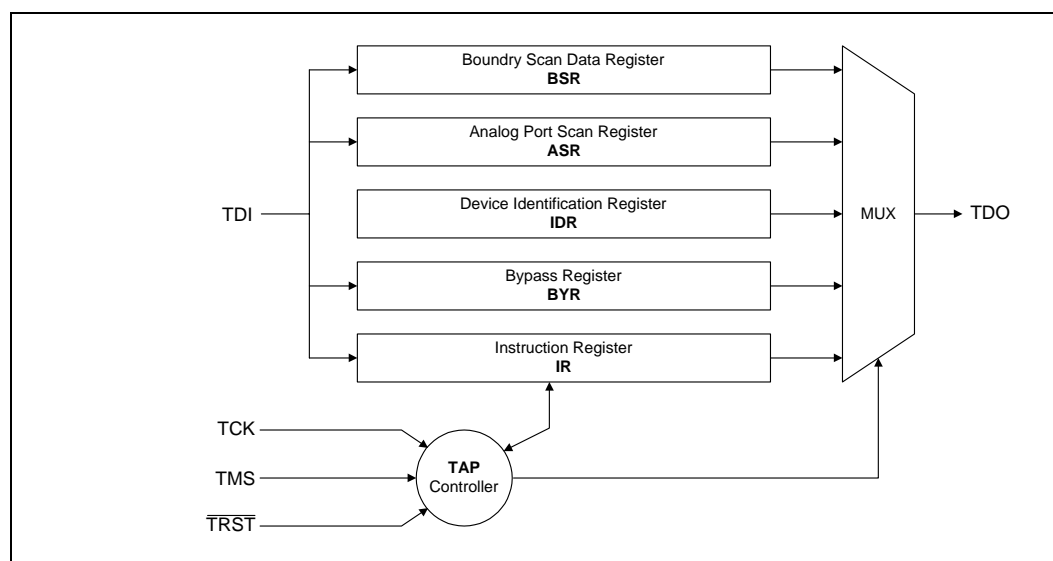 Boundry Scan Data Register
BSR
Analog Port Scan Register
ASR
TDI
Device Identification Register
IDR
MUX
TDO
Bypass Register
BYR
Instruction Register
IR
TCK
TMS
TRST
TAP
Controller